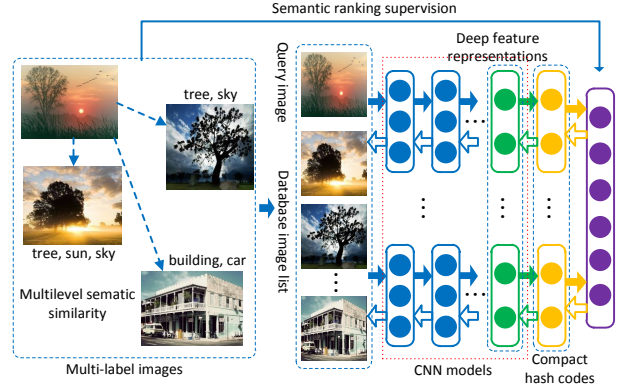 Semantic ranking supervision
Deep feature
representations
Query image
Database image list
tree, sky
tree, sun, sky
building, car
Multilevel sematic
similarity
Multi-label images
CNN models
Compact
hash codes